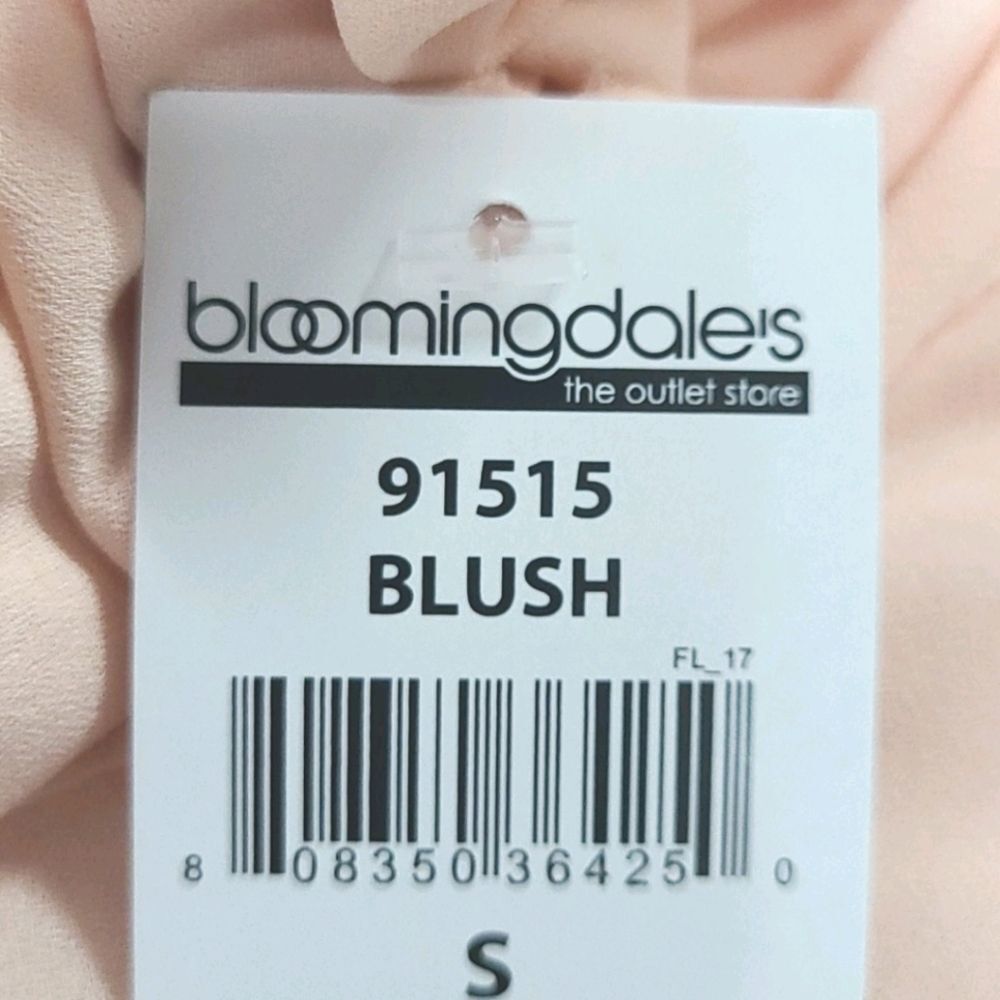 bloomingdale's
the outlet store
91515
BLUSH
FL_17
8 08350 36425 0
S